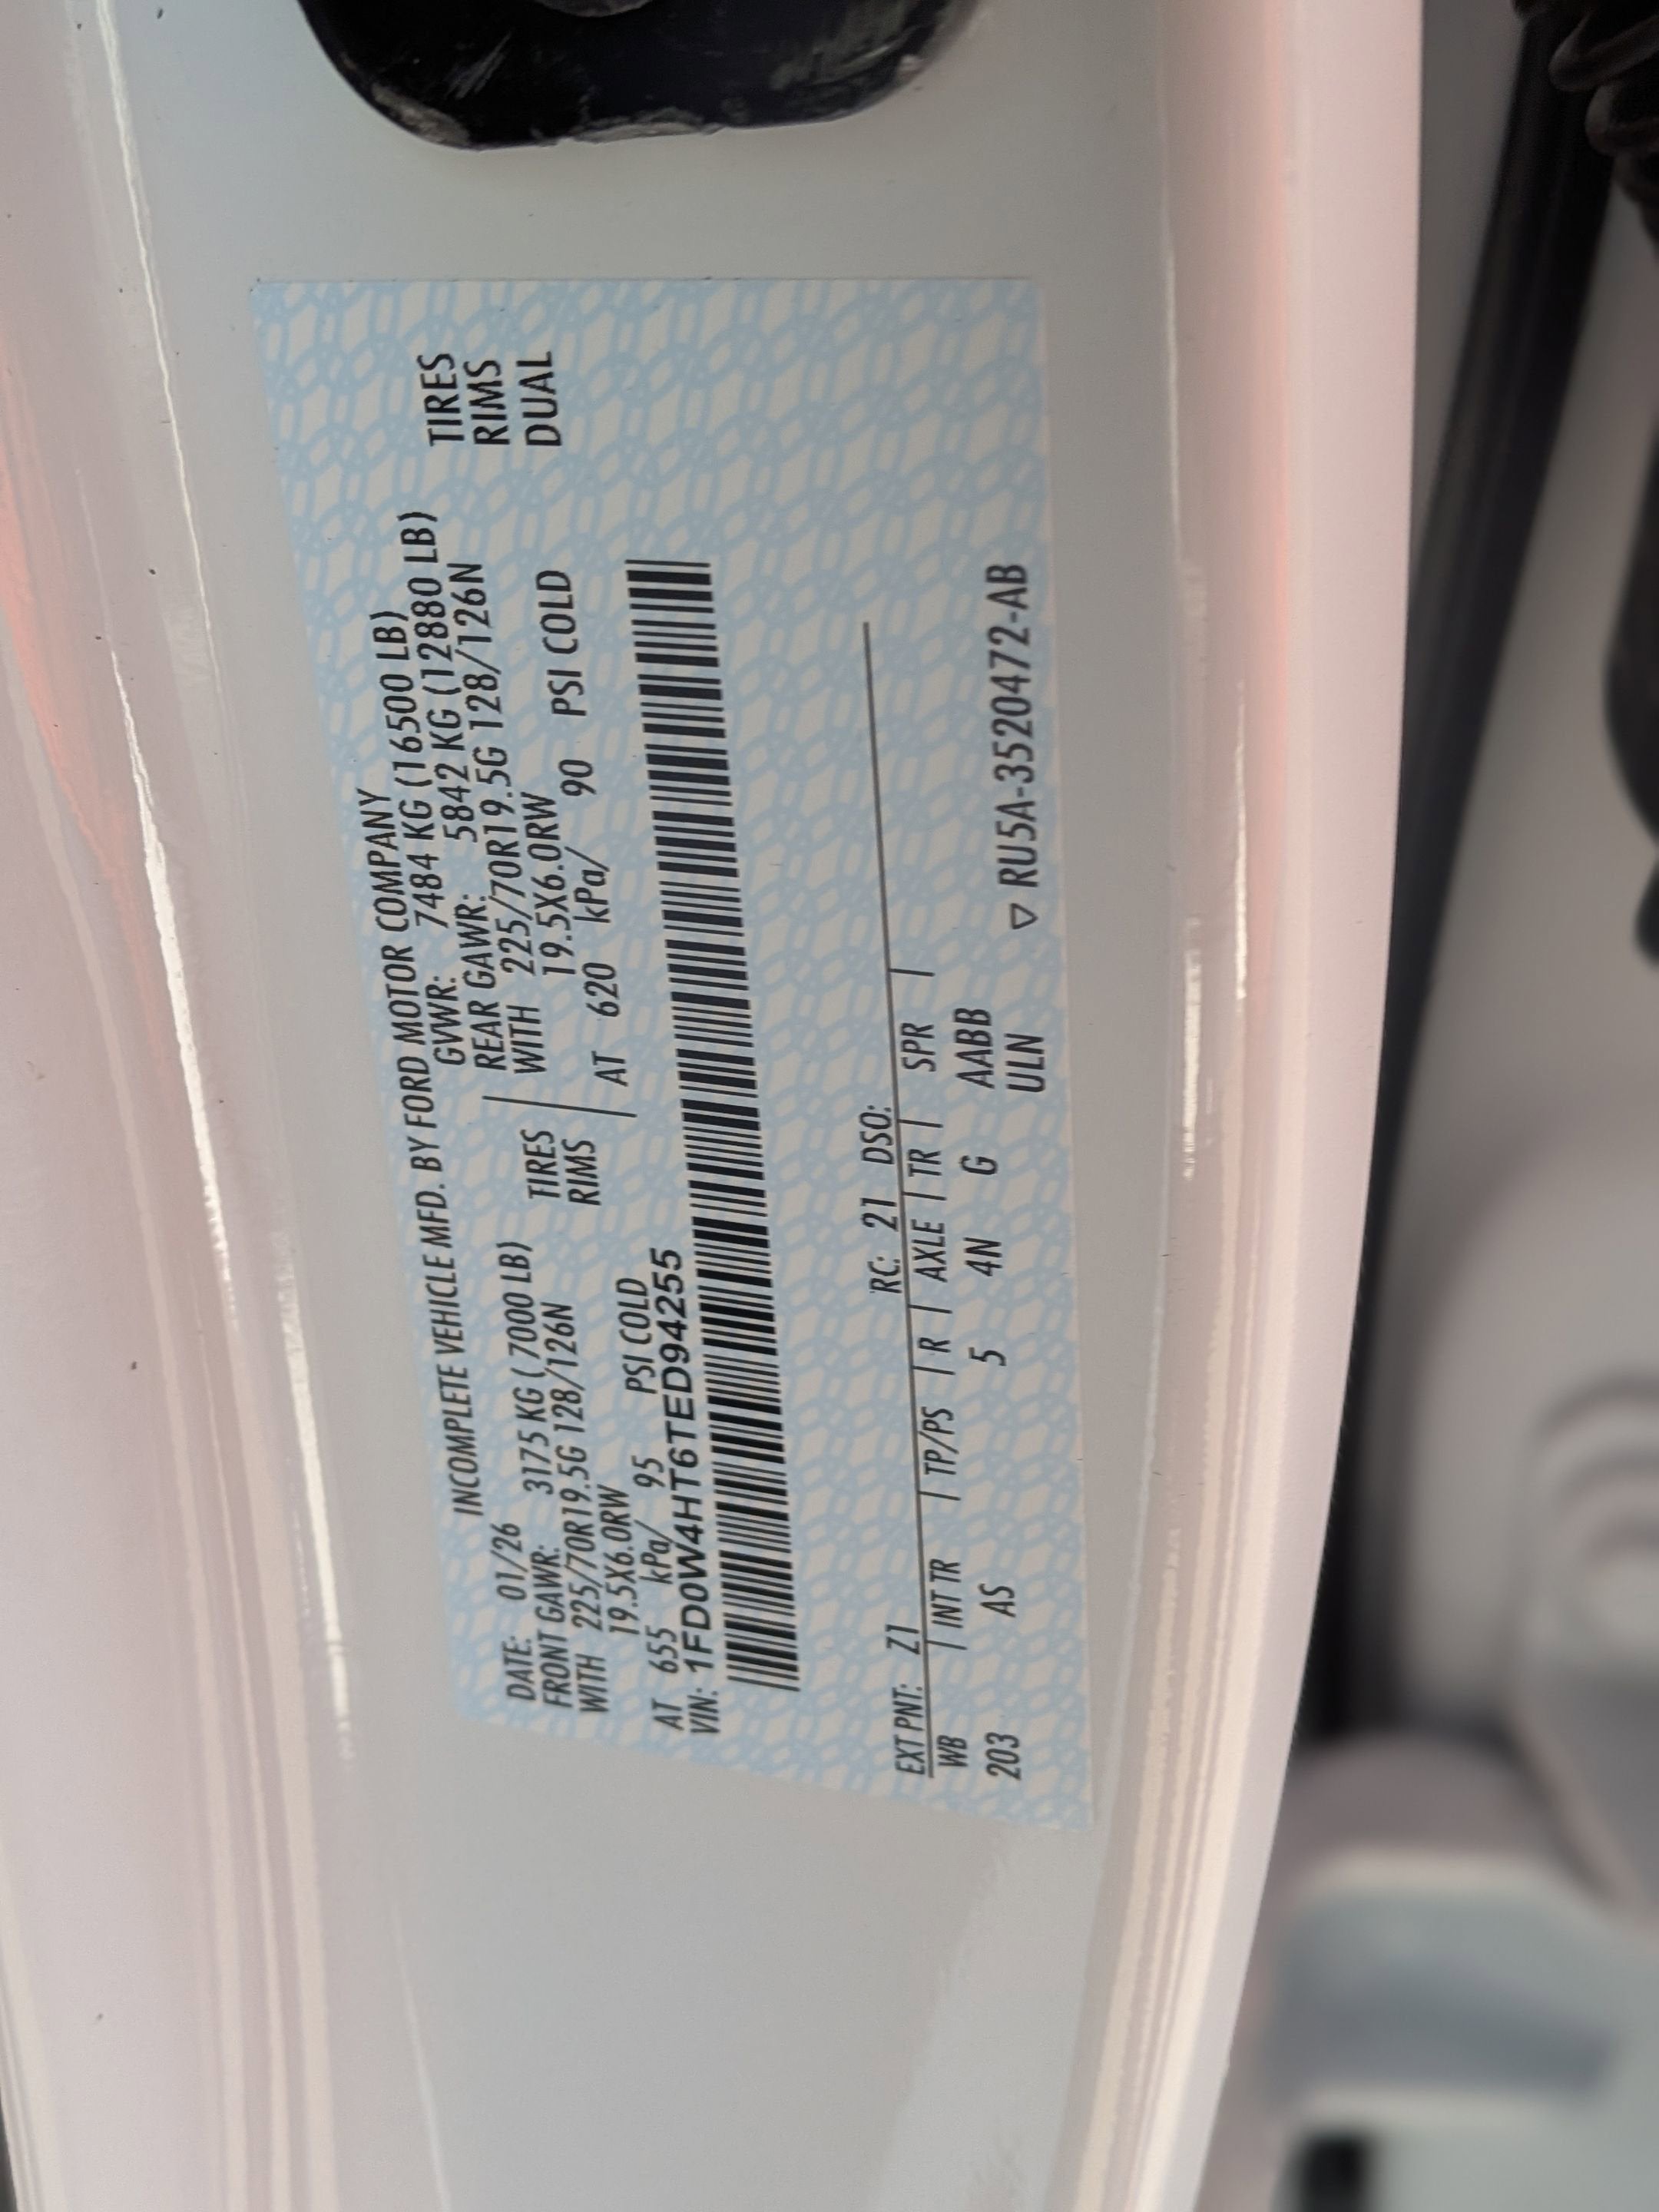 INCOMPLETE VEHICLE MFD. BY FORD MOTOR COMPANY
DATE: 01/26 GVWR: 7484 KG (16500 LB)
FRONT GAWR: 3175 KG (7000 LB) REAR GAWR: 5842 KG (12880 LB)
WITH 225/70R19.5G 128/126N TIRES WITH 225/70R19.5G 128/126N TIRES
19.5X6.0RW RIMS 19.5X6.0RW RIMS
AT 655 kPa/ 95 PSI COLD AT 620 kPa/ 90 PSI COLD DUAL
VIN: 1FD0W4HT6TED94255
EXT PNT: Z1 RC: 21 DSO:
WB | INT TR | TP/PS | R | AXLE | TR | SPR |
203 AS 5 4N G AABB
ULN
▽ RU5A-3520472-AB